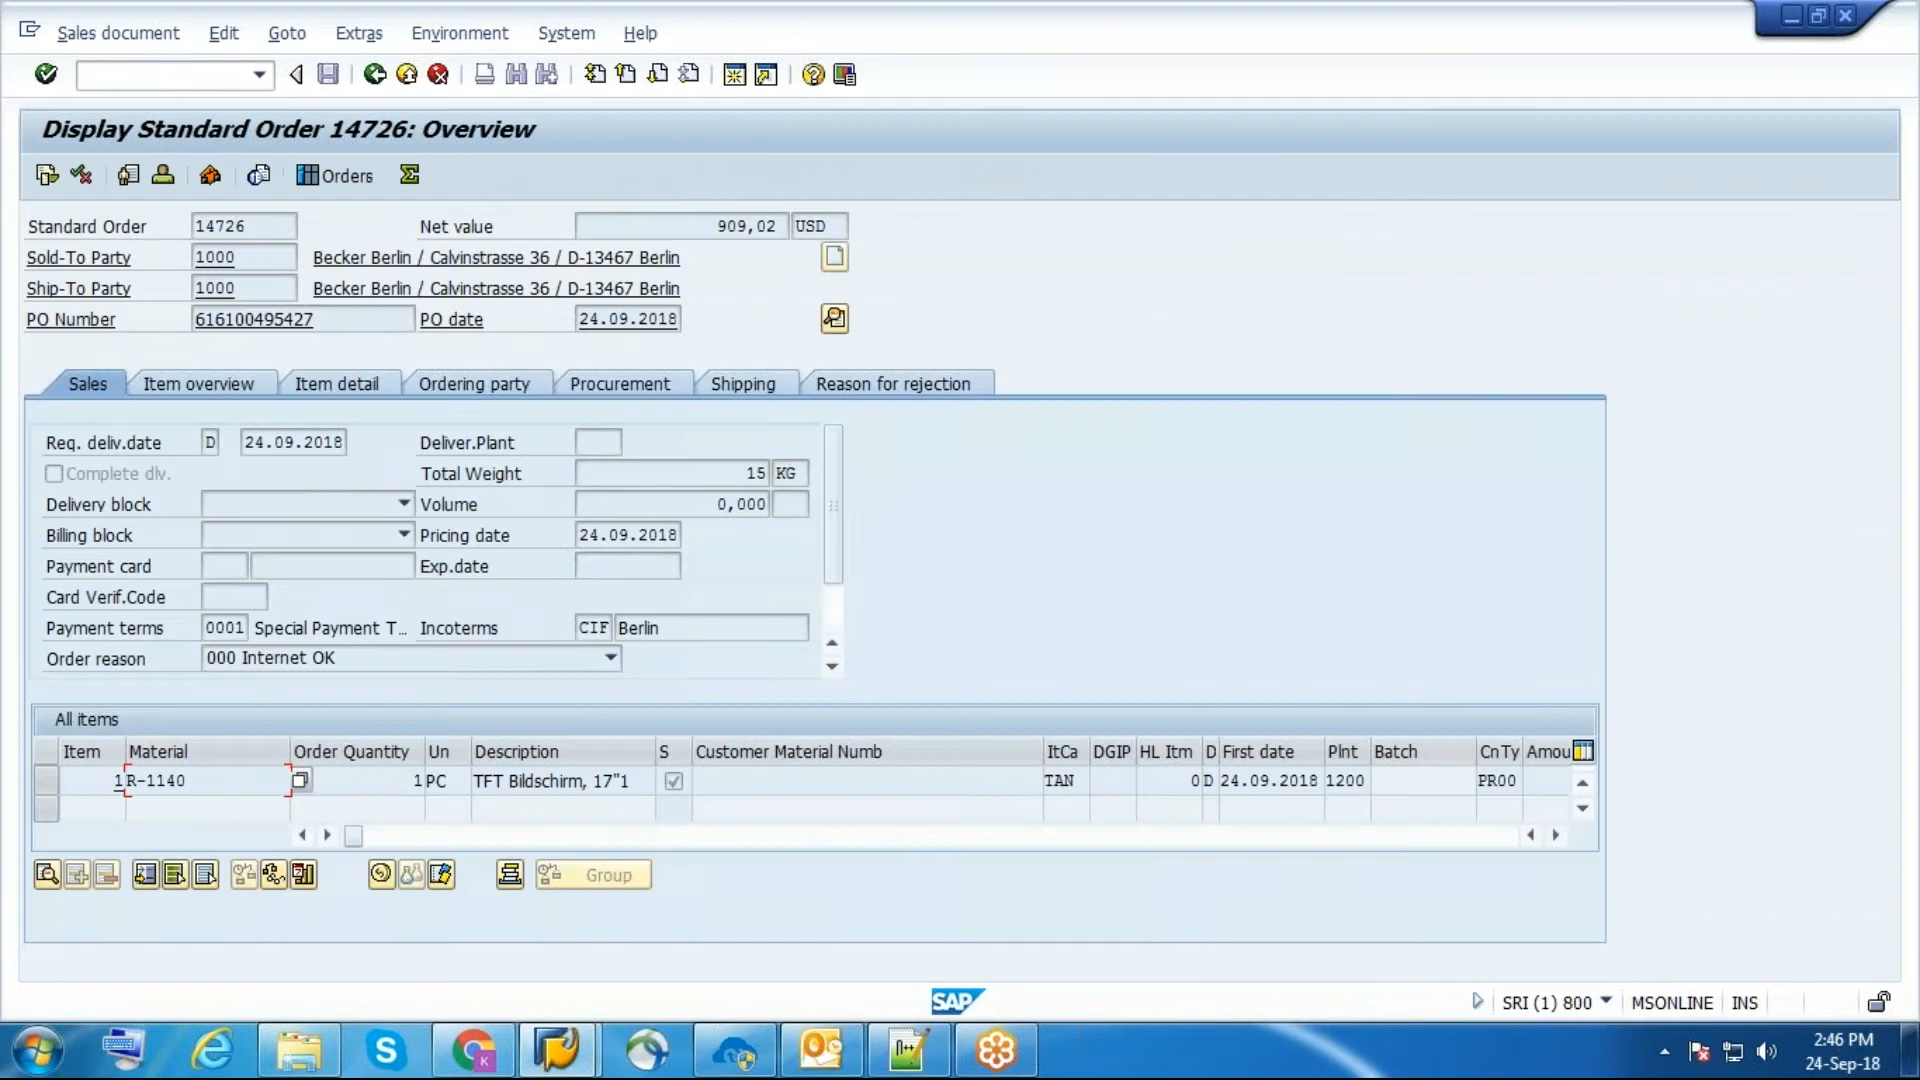 Sales document Edit Goto Extras Environment System Help
Display Standard Order 14726: Overview
Orders
Standard Order 14726 Net value 909,02 USD
Sold-To Party 1000 Becker Berlin / Calvinstrasse 36 / D-13467 Berlin
Ship-To Party 1000 Becker Berlin / Calvinstrasse 36 / D-13467 Berlin
PO Number 616100495427 PO date 24.09.2018
Sales Item overview Item detail Ordering party Procurement Shipping Reason for rejection
Req. deliv.date D 24.09.2018 Deliver.Plant
Complete dlv. Total Weight 15 KG
Delivery block Volume 0,000
Billing block Pricing date 24.09.2018
Payment card Exp.date
Card Verif.Code
Payment terms 0001 Special Payment T... Incoterms CIF Berlin
Order reason 000 Internet OK
All items
Item Material Order Quantity Un Description S Customer Material Numb ItCa DGIP HL Itm D First date Plnt Batch CnTy Amou
1 R-1140 1 PC TFT Bildschirm, 17"1 TAN 0 D 24.09.2018 1200 PR00
Group
SAP SRI (1) 800 MSONLINE INS
2:46 PM
24-Sep-18